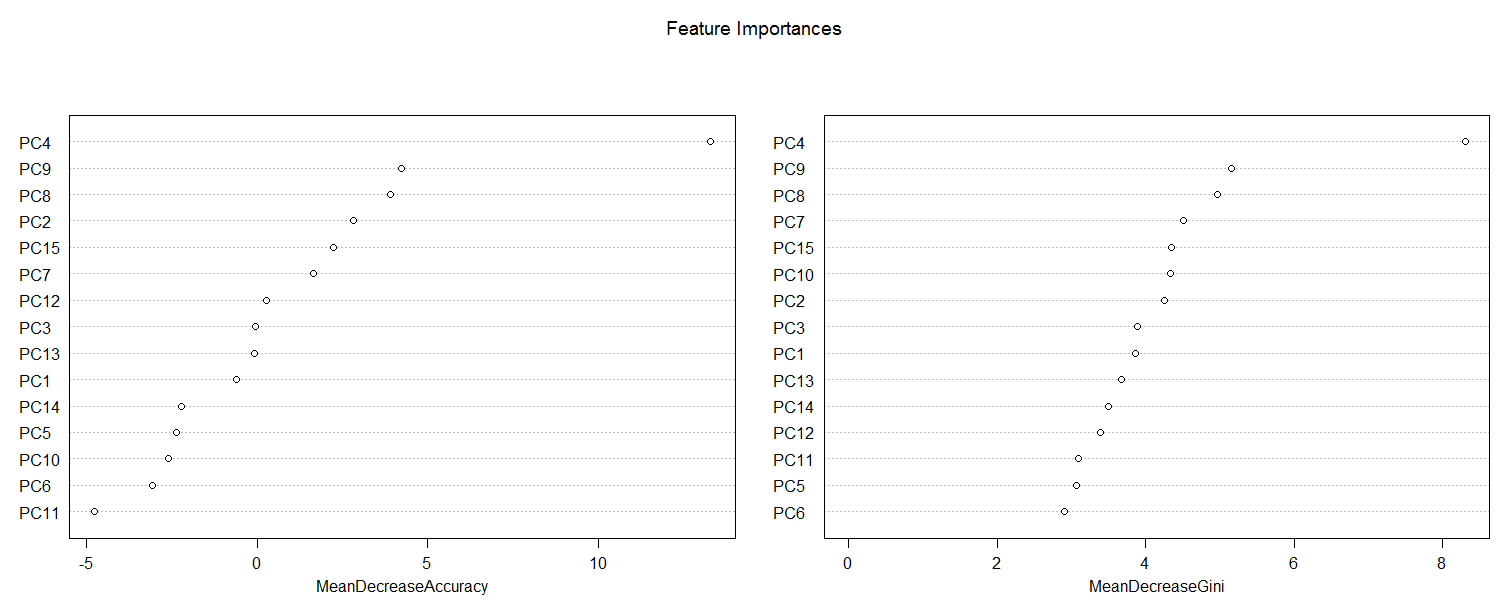 Feature Importances
PC4
PC9
PC8
PC2
PC15
PC7
PC12
PC3
PC13
PC1
PC14
PC5
PC10
PC6
PC11
-5 0 5 10
MeanDecreaseAccuracy
PC4
PC9
PC8
PC7
PC15
PC10
PC2
PC3
PC1
PC13
PC14
PC12
PC11
PC5
PC6
0 2 4 6 8
MeanDecreaseGini